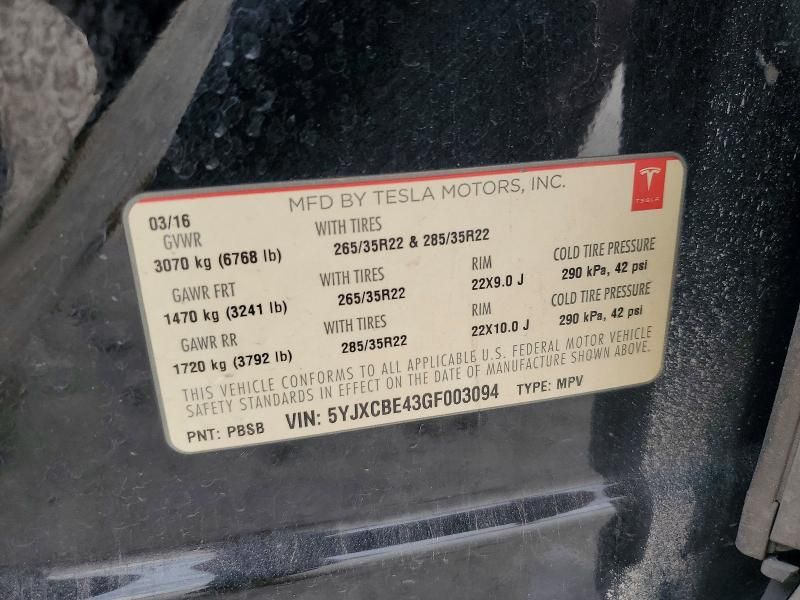 MFD BY TESLA MOTORS, INC.
TESLA
03/16
GVWR WITH TIRES
3070 kg (6768 lb) 265/35R22 & 285/35R22
GAWR FRT WITH TIRES RIM COLD TIRE PRESSURE
1470 kg (3241 lb) 265/35R22 22X9.0 J 290 kPa, 42 psi
GAWR RR WITH TIRES RIM COLD TIRE PRESSURE
1720 kg (3792 lb) 285/35R22 22X10.0 J 290 kPa, 42 psi
THIS VEHICLE CONFORMS TO ALL APPLICABLE U.S. FEDERAL MOTOR VEHICLE
SAFETY STANDARDS IN EFFECT ON THE DATE OF MANUFACTURE SHOWN ABOVE.
PNT: PBSB VIN: 5YJXCBE43GF003094 TYPE: MPV